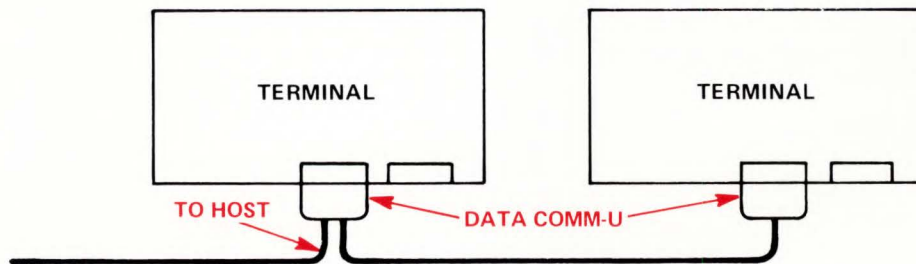 TERMINAL
TERMINAL
TO HOST
DATA COMM-U